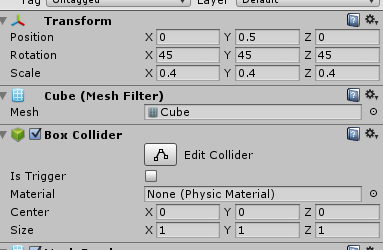 Tag Untagged Layer Default
Transform
Position X 0 Y 0.5 Z 0
Rotation X 45 Y 45 Z 45
Scale X 0.4 Y 0.4 Z 0.4
Cube (Mesh Filter)
Mesh Cube
Box Collider
Edit Collider
Is Trigger
Material None (Physic Material)
Center X 0 Y 0 Z 0
Size X 1 Y 1 Z 1